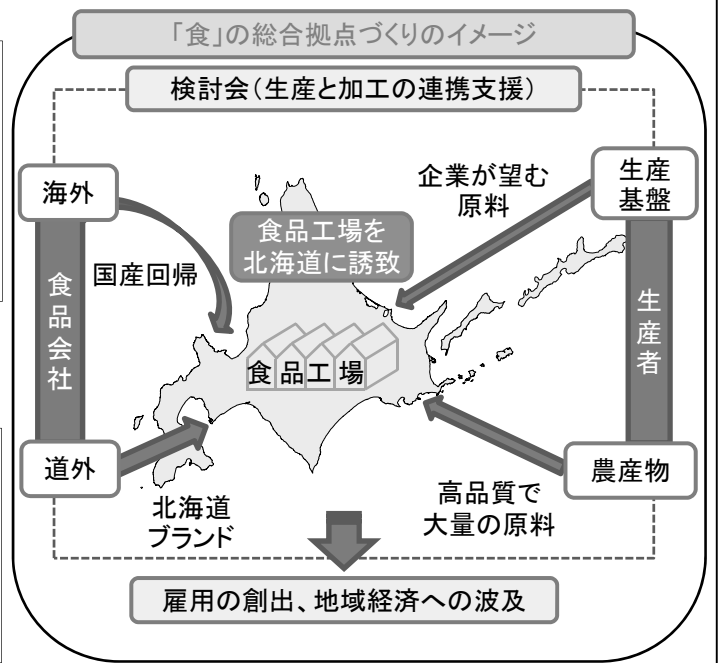 「食」の総合拠点づくりのイメージ
検討会（生産と加工の連携支援）
海外
食品会社
道外
国産回帰
北海道
ブランド
食品工場を
北海道に誘致
食品工場
企業が望む
原料
高品質で
大量の原料
生産
基盤
生産者
農産物
雇用の創出、地域経済への波及